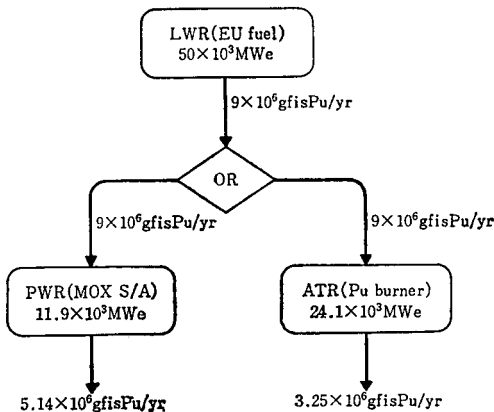 LWR(EU fuel)
50×10³MWe
9×10⁶gfisPu/yr
OR
9×10⁶gfisPu/yr
9×10⁶gfisPu/yr
PWR(MOX S/A)
11.9×10³MWe
ATR(Pu burner)
24.1×10³MWe
5.14×10⁶gfisPu/yr
3.25×10⁶gfisPu/yr